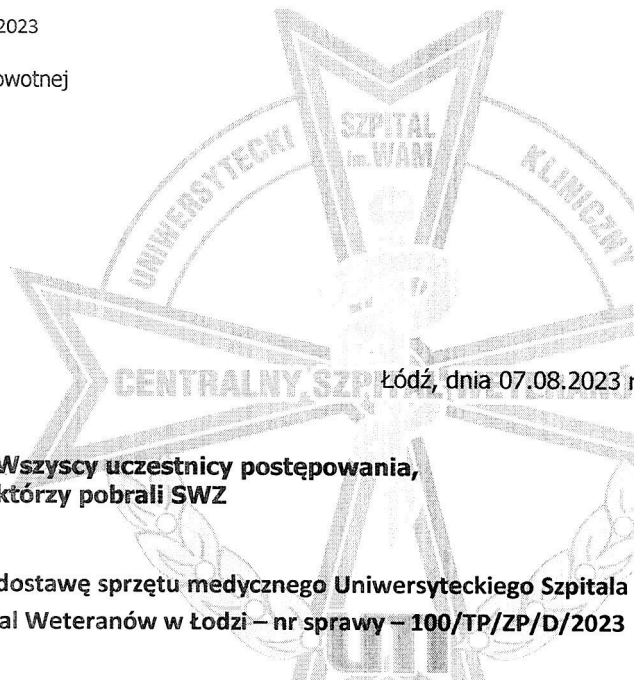 2023
owotnej
SZPITAL
im. WAM
UNIWERSYTECKI
KLINICZNY
CENTRALNY SZPITAL WETERANÓ
Łódź, dnia 07.08.2023 r
Wszyscy uczestnicy postępowania,
którzy pobrali SWZ
dostawę sprzętu medycznego Uniwersyteckiego Szpitala
al Weteranów w Łodzi – nr sprawy – 100/TP/ZP/D/2023